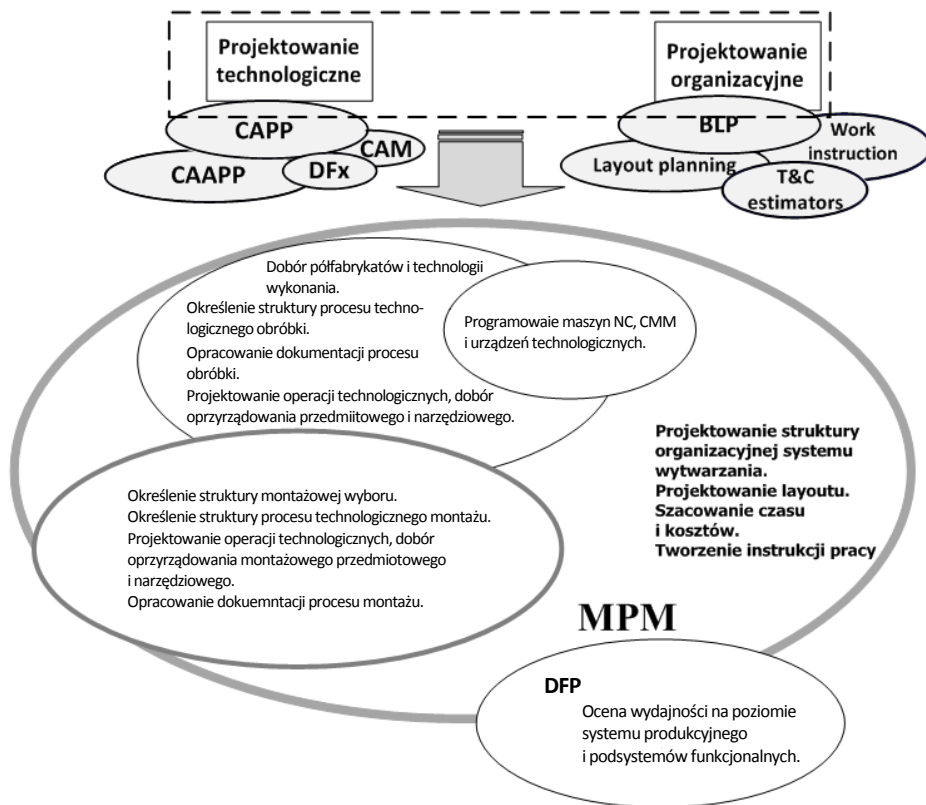 Projektowanie
technologiczne
Projektowanie
organizacyjne
CAPP
CAM
CAAPP
DFx
BLP
Work
instruction
Layout planning
T&C
estimators
Dobór półfabrykatów i technologii
wykonania.
Określenie struktury procesu techno-
logicznego obróbki.
Opracowanie dokumentacji procesu
obróbki.
Projektowanie operacji technologicznych, dobór
oprzyrządowania przedmiitowego i narzędziowego.
Programowaie maszyn NC, CMM
i urządzeń technologicznych.
Projektowanie struktury
organizacyjnej systemu
wytwarzania.
Projektowanie layoutu.
Szacowanie czasu
i kosztów.
Tworzenie instrukcji pracy
Określenie struktury montażowej wyboru.
Określenie struktury procesu technologicznego montażu.
Projektowanie operacji technologicznych, dobór
oprzyrządowania montażowego przedmiotowego
i narzędziowego.
Opracowanie dokuemntacji procesu montażu.
MPM
DFP
Ocena wydajności na poziomie
systemu produkcyjnego
i podsystemów funkcjonalnych.